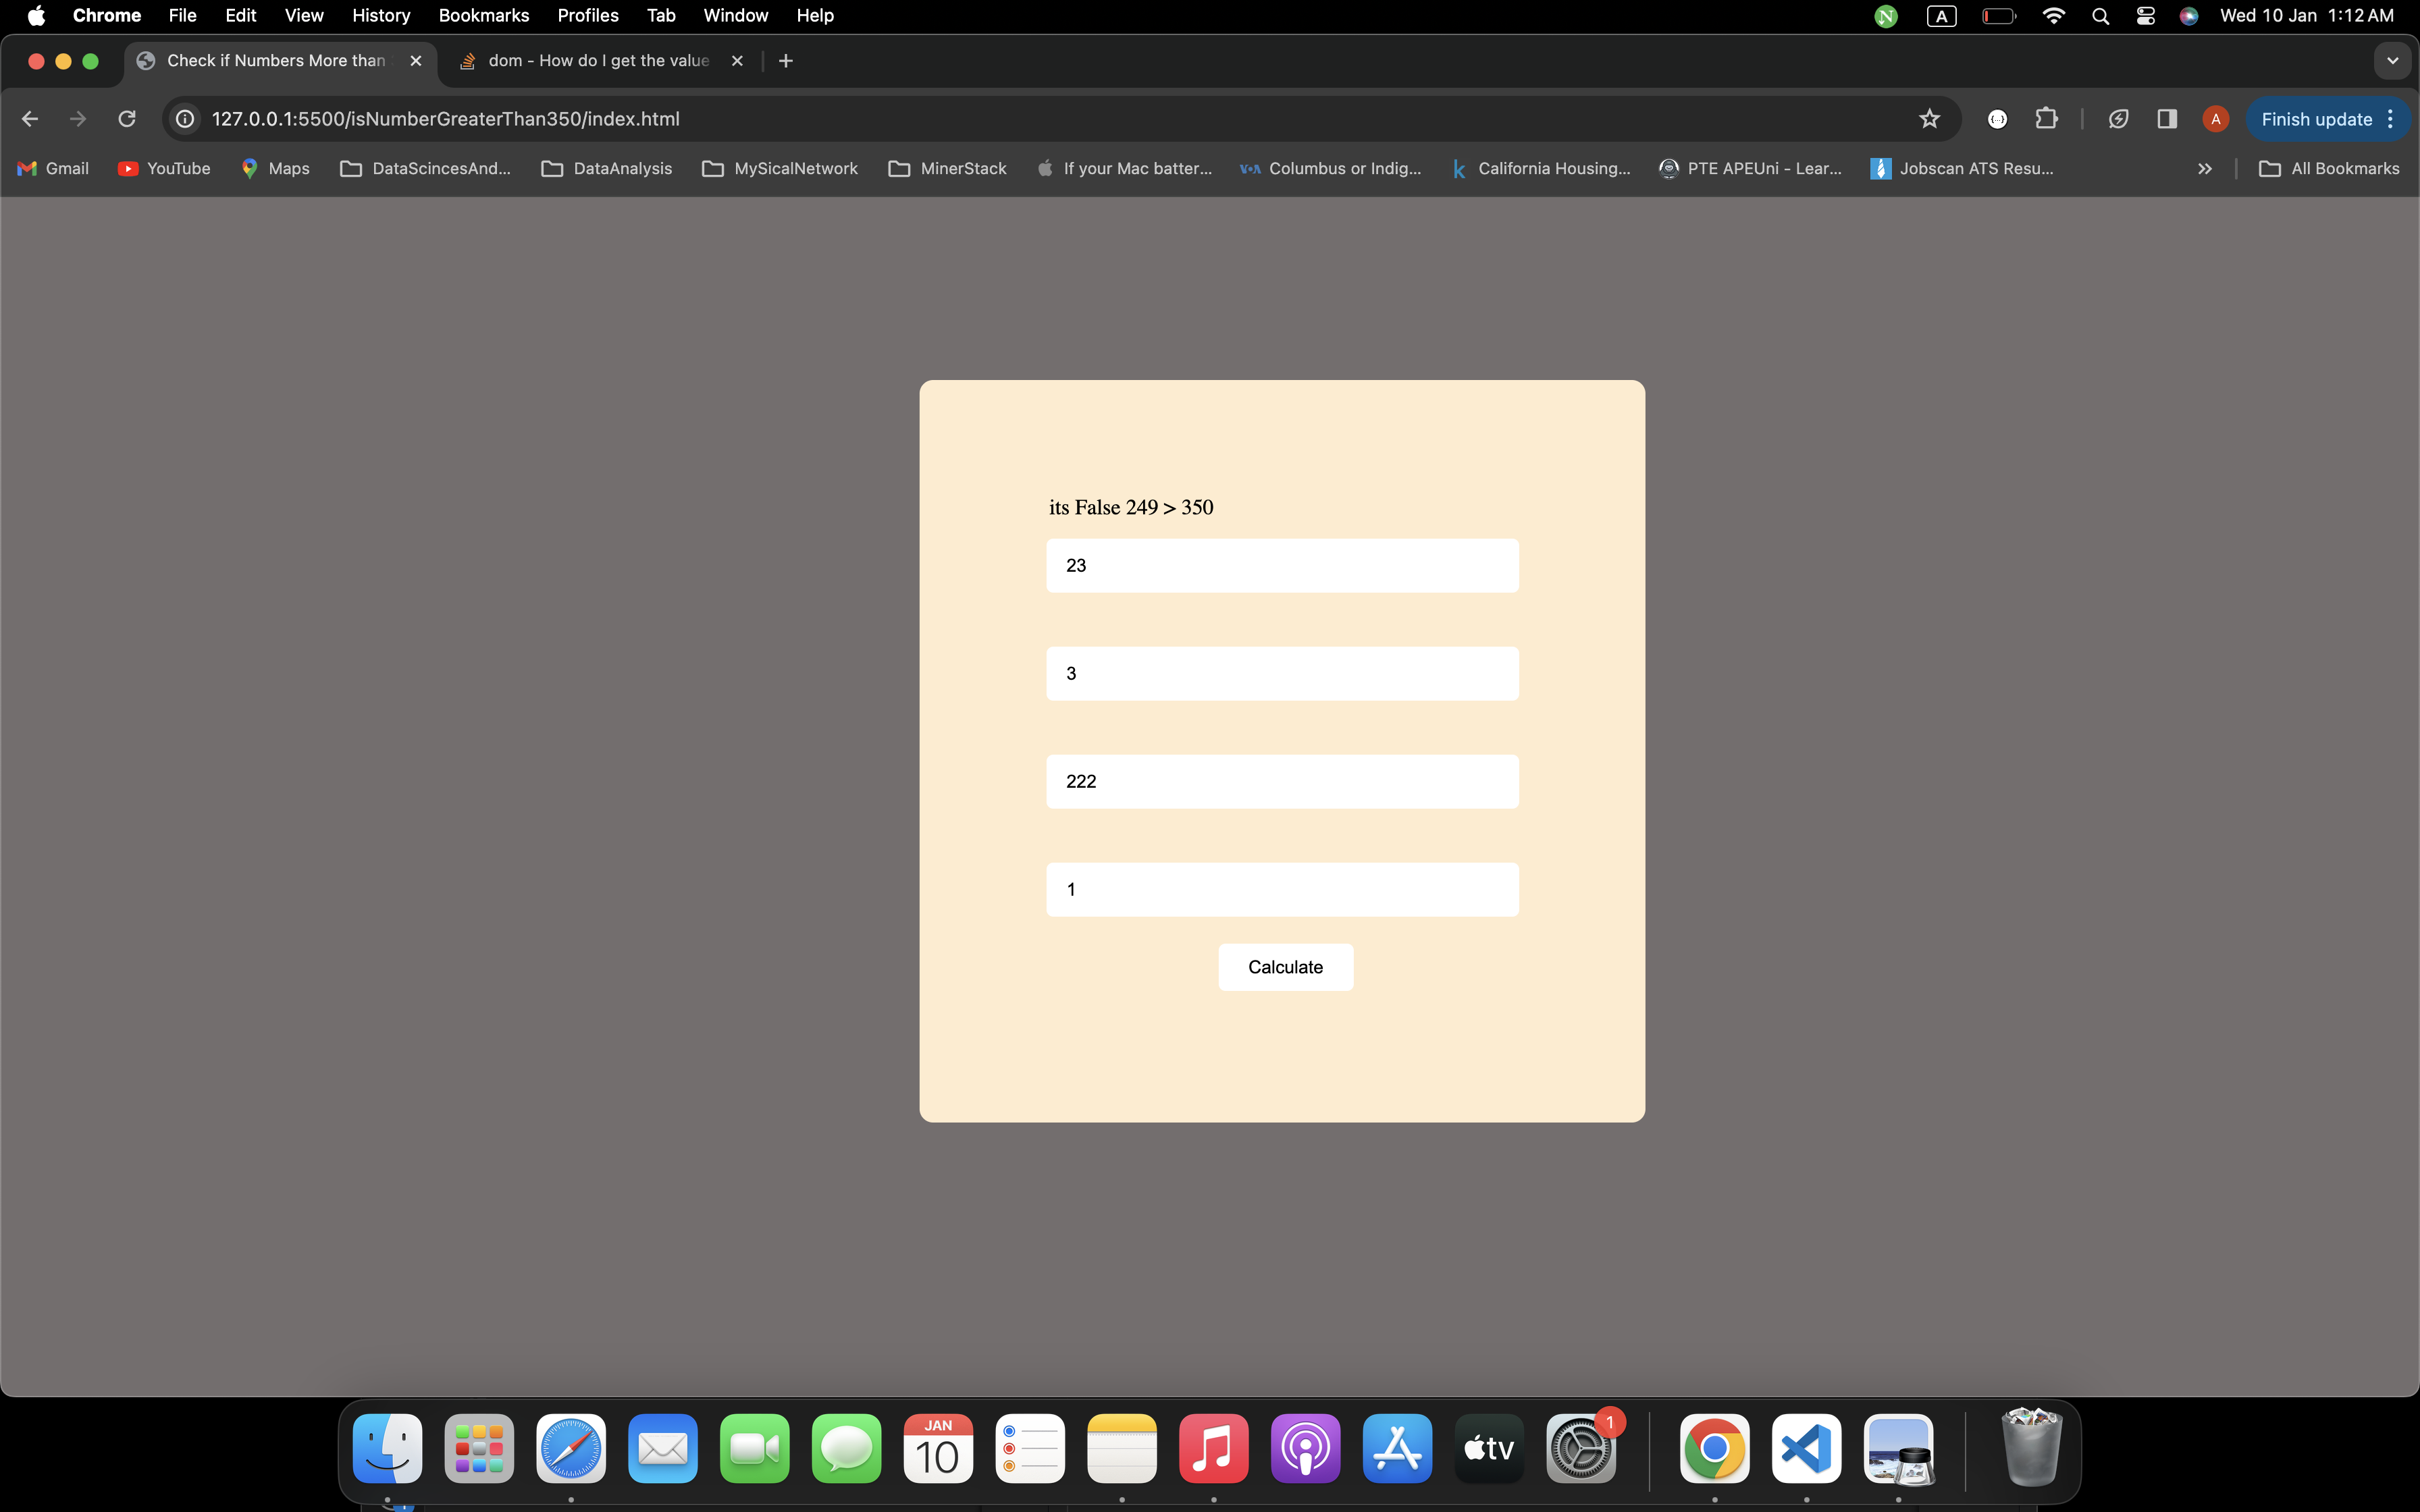 Chrome File Edit View History Bookmarks Profiles Tab Window Help A Wed 10 Jan 1:12 AM
Check if Numbers More than dom - How do I get the value
127.0.0.1:5500/isNumberGreaterThan350/index.html A Finish update
Gmail YouTube Maps DataScincesAnd... DataAnalysis MySicalNetwork MinerStack If your Mac batter... VOA Columbus or Indig... k California Housing... PTE APEUni - Lear... Jobscan ATS Resu... All Bookmarks
its False 249 > 350
23
3
222
1
Calculate
JAN
10
tv
1